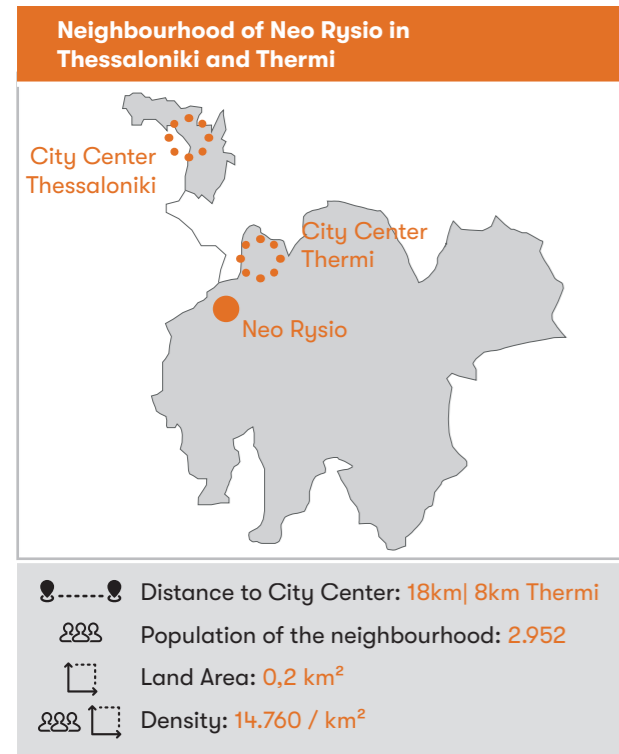 Neighbourhood of Neo Rysio in
Thessaloniki and Thermi
City Center
Thessaloniki
City Center
Thermi
Neo Rysio
Distance to City Center: 18km| 8km Thermi
Population of the neighbourhood: 2.952
Land Area: 0,2 km²
Density: 14.760 / km²